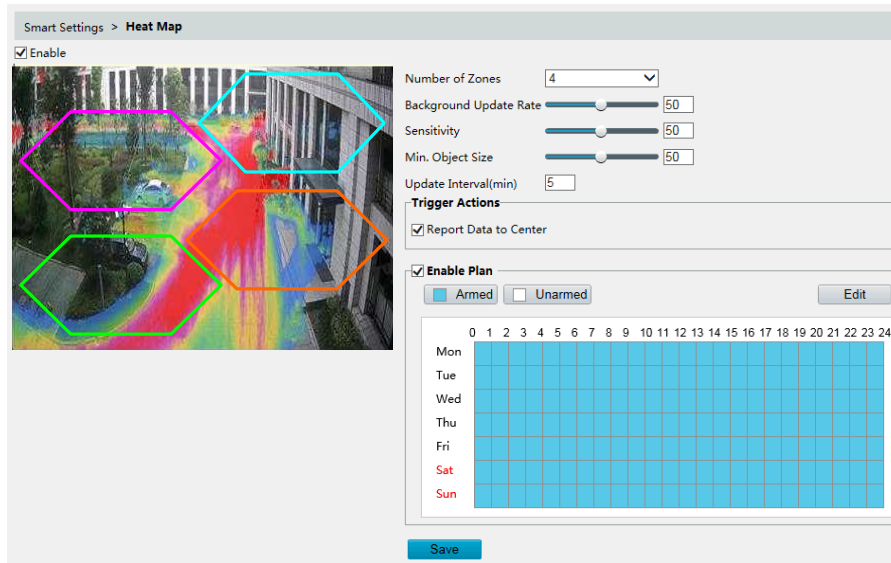 Smart Settings > Heat Map
Enable
Number of Zones 4
Background Update Rate 50
Sensitivity 50
Min. Object Size 50
Update Interval(min) 5
Trigger Actions
Report Data to Center
Enable Plan
Armed Unarmed Edit
0 1 2 3 4 5 6 7 8 9 10 11 12 13 14 15 16 17 18 19 20 21 22 23 24
Mon
Tue
Wed
Thu
Fri
Sat
Sun
Save